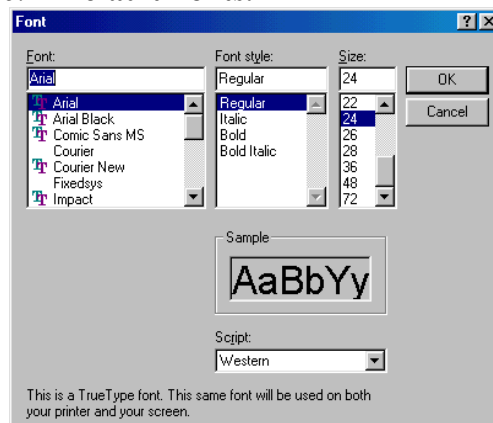 Font
Font:
Arial
Arial
Arial Black
Comic Sans MS
Courier
Courier New
Fixedsys
Impact
Font style:
Regular
Regular
Italic
Bold
Bold Italic
Size:
24
22
24
26
28
36
48
72
OK
Cancel
Sample
AaBbYy
Script:
Western
This is a TrueType font. This same font will be used on both
your printer and your screen.